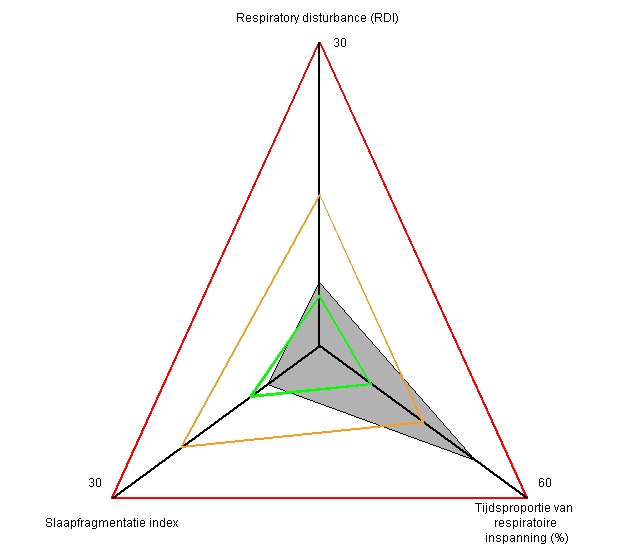 Respiratory disturbance (RDI)
30
30
60
Slaapfragmentatie index
Tijdsproportie van
respiratoire
inspanning (%)